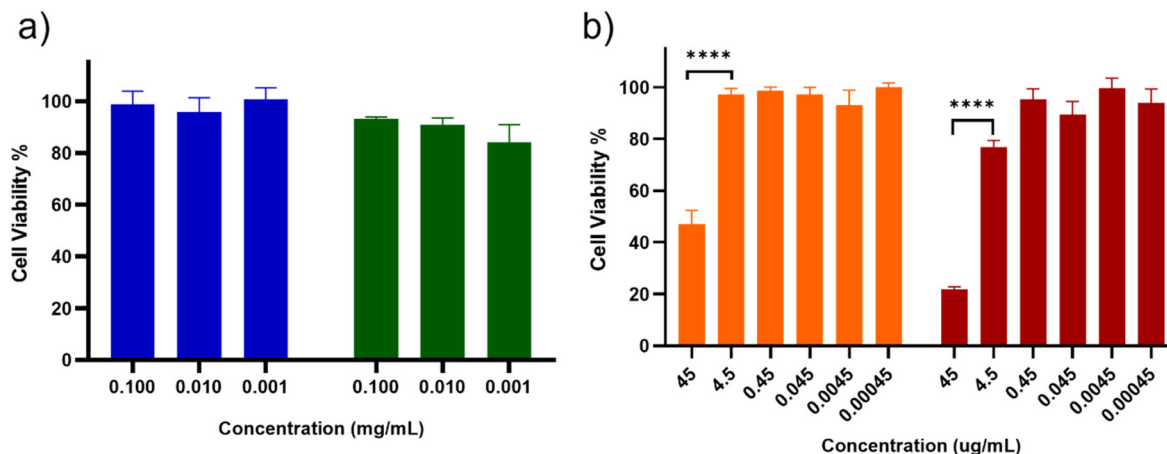 a)
Cell Viability %
100
80
60
40
20
0
0.100 0.010 0.001 0.100 0.010 0.001
Concentration (mg/mL)
b)
Cell Viability %
100
80
60
40
20
0
**** ****
45 4.5 0.45 0.045 0.0045 0.00045 45 4.5 0.45 0.045 0.0045 0.00045
Concentration (ug/mL)